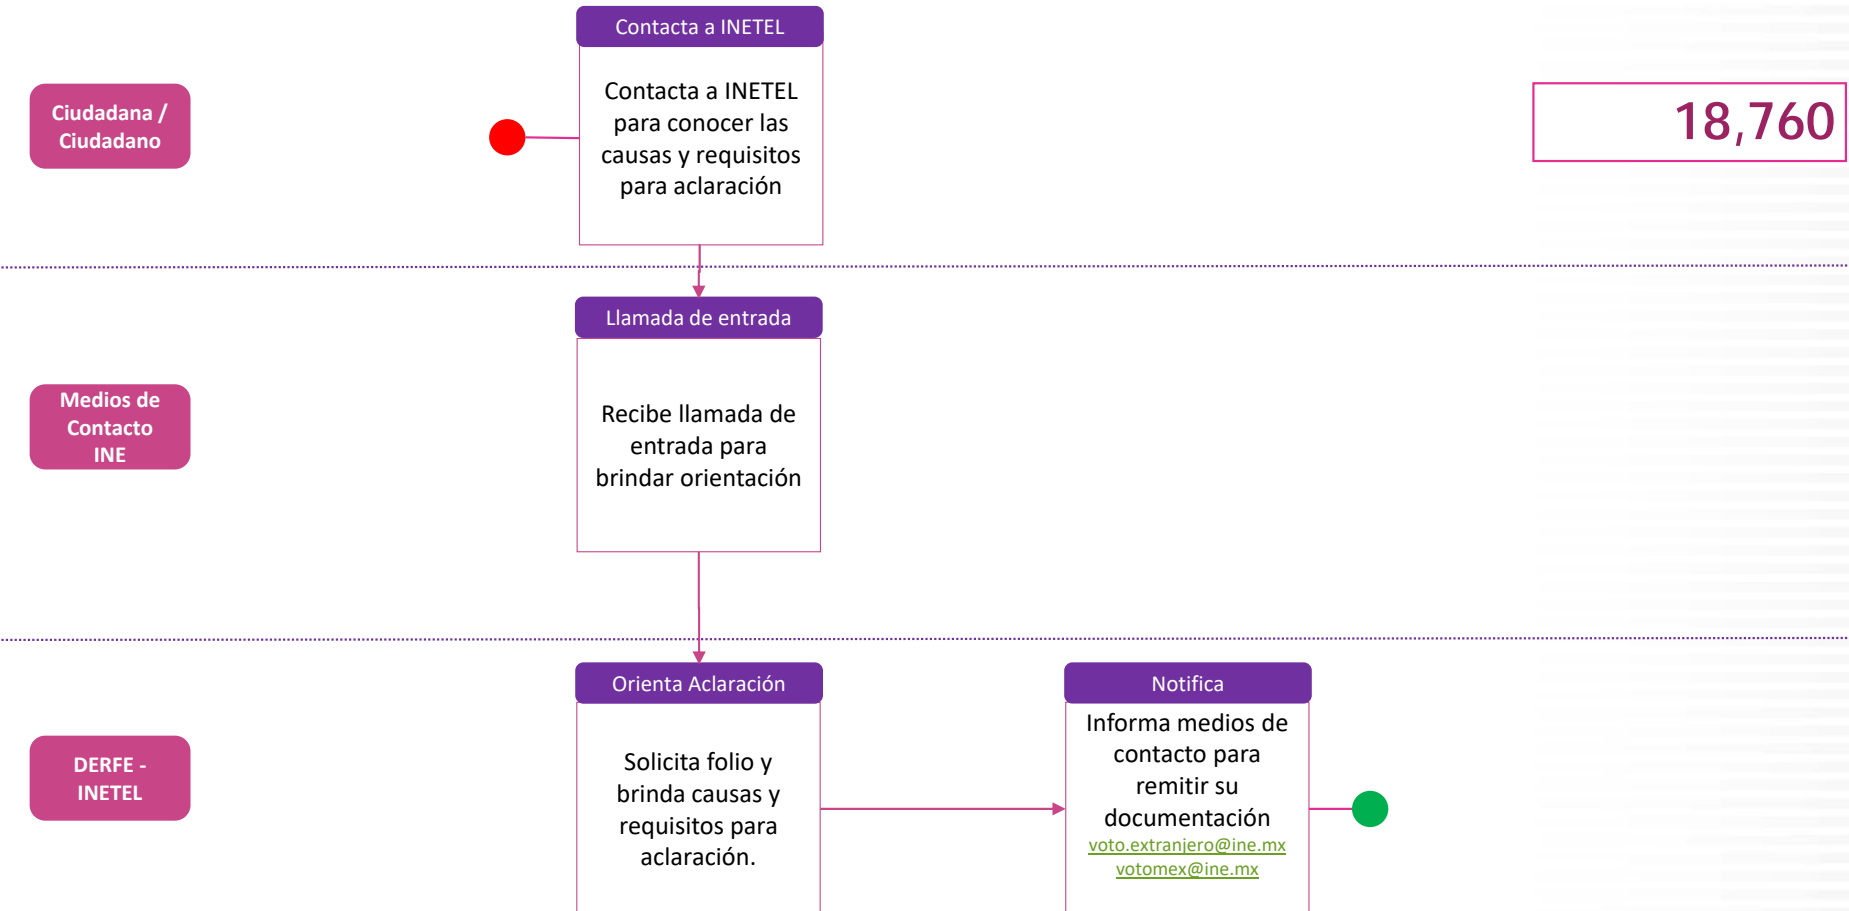 Contacta a INETEL
Ciudadana /
Ciudadano
Contacta a INETEL
para conocer las
causas y requisitos
para aclaración
18,760
Llamada de entrada
Medios de
Contacto
INE
Recibe llamada de
entrada para
brindar orientación
Orienta Aclaración
Notifica
DERFE -
INETEL
Solicita folio y
brinda causas y
requisitos para
aclaración.
Informa medios de
contacto para
remitir su
documentación
voto.extranjero@ine.mx
votomex@ine.mx